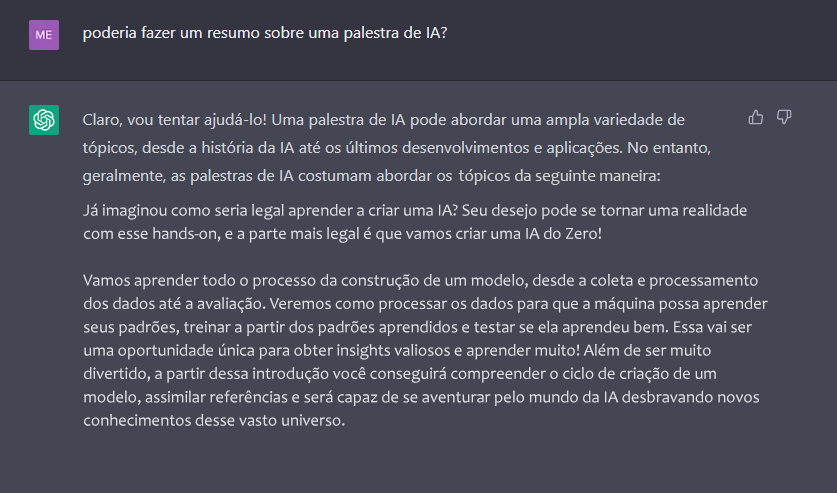 ME
poderia fazer um resumo sobre uma palestra de IA?
Claro, vou tentar ajudá-lo! Uma palestra de IA pode abordar uma ampla variedade de
tópicos, desde a história da IA até os últimos desenvolvimentos e aplicações. No entanto,
geralmente, as palestras de IA costumam abordar os tópicos da seguinte maneira:
Já imaginou como seria legal aprender a criar uma IA? Seu desejo pode se tornar uma realidade
com esse hands-on, e a parte mais legal é que vamos criar uma IA do Zero!
Vamos aprender todo o processo da construção de um modelo, desde a coleta e processamento
dos dados até a avaliação. Veremos como processar os dados para que a máquina possa aprender
seus padrões, treinar a partir dos padrões aprendidos e testar se ela aprendeu bem. Essa vai ser
uma oportunidade única para obter insights valiosos e aprender muito! Além de ser muito
divertido, a partir dessa introdução você conseguirá compreender o ciclo de criação de um
modelo, assimilar referências e será capaz de se aventurar pelo mundo da IA desbravando novos
conhecimentos desse vasto universo.